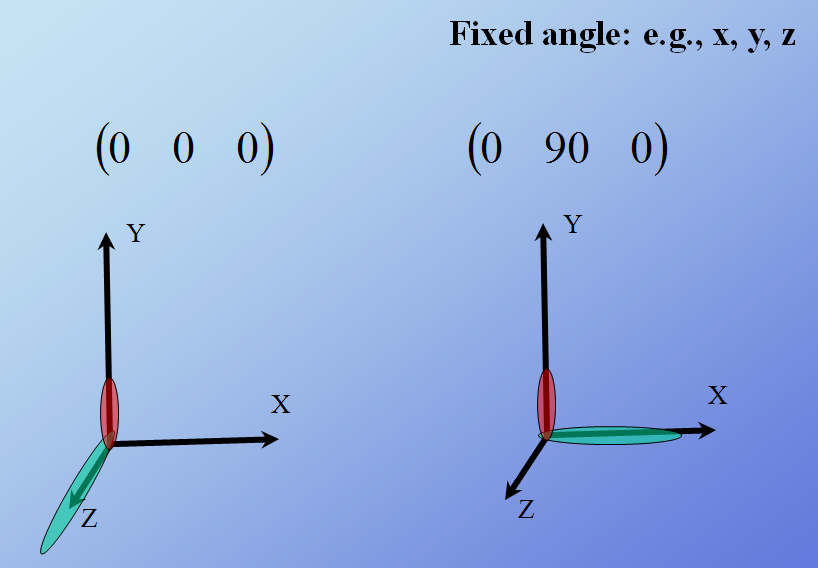 Fixed angle: e.g., x, y, z
(0 0 0)
(0 90 0)
Y
X
Z
Y
X
Z